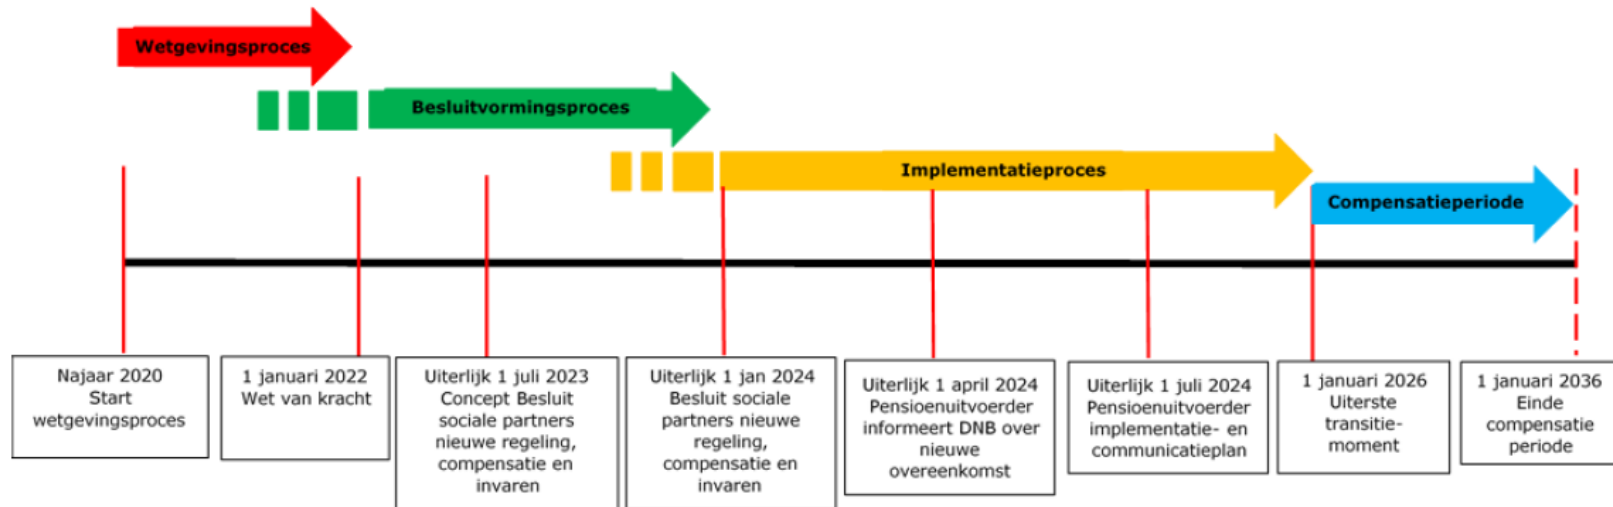 Wetgevingsproces
Besluitvormingsproces
Implementatieproces
Compensatieperiode
Najaar 2020
Start
wetgevingsproces
1 januari 2022
Wet van kracht
Uiterlijk 1 juli 2023
Concept Besluit
sociale partners
nieuwe regeling,
compensatie en
invaren
Uiterlijk 1 jan 2024
Besluit sociale
partners nieuwe
regeling,
compensatie en
invaren
Uiterlijk 1 april 2024
Pensioenuitvoerder
informeert DNB over
nieuwe
overeenkomst
Uiterlijk 1 juli 2024
Pensioenuitvoerder
implementatie- en
communicatieplan
1 januari 2026
Uiterste
transitie-
moment
1 januari 2036
Einde
compensatie
periode